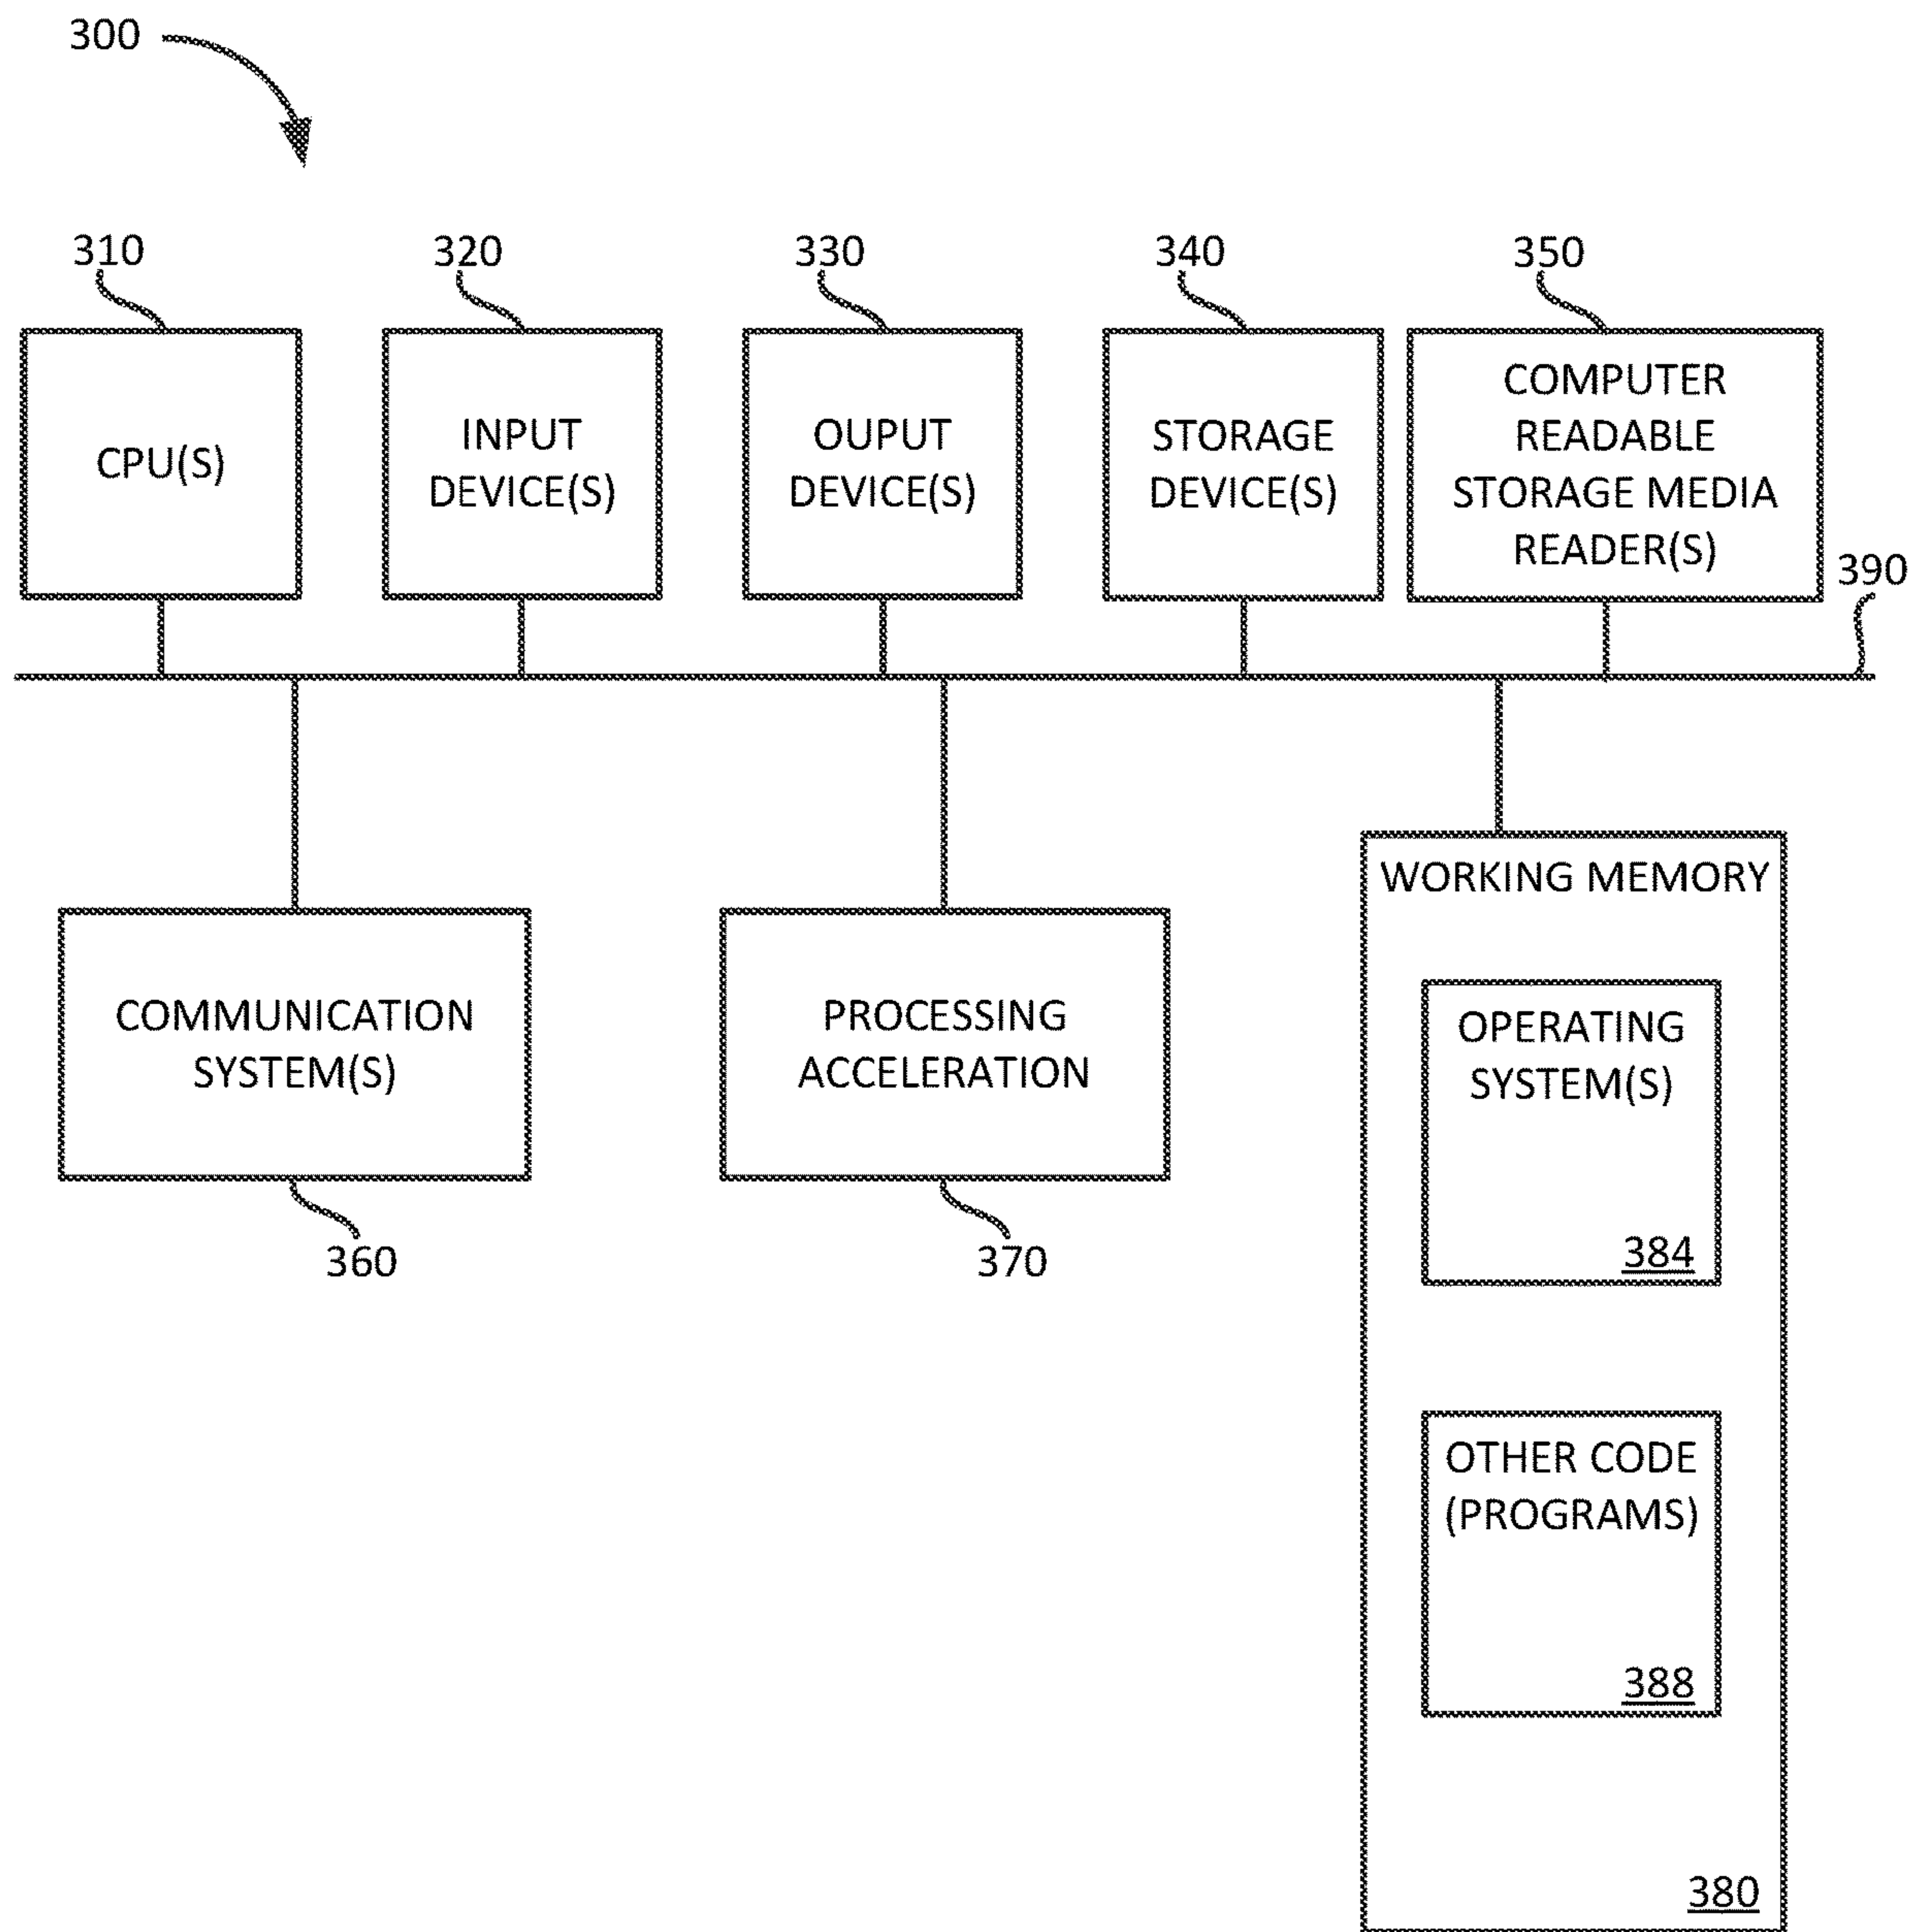 300
310
320
330
340
350
CPU(S)
INPUT
DEVICE(S)
OUPUT
DEVICE(S)
STORAGE
DEVICE(S)
COMPUTER
READABLE
STORAGE MEDIA
READER(S)
390
COMMUNICATION
SYSTEM(S)
360
PROCESSING
ACCELERATION
370
WORKING MEMORY
OPERATING
SYSTEM(S)
384
OTHER CODE
(PROGRAMS)
388
380